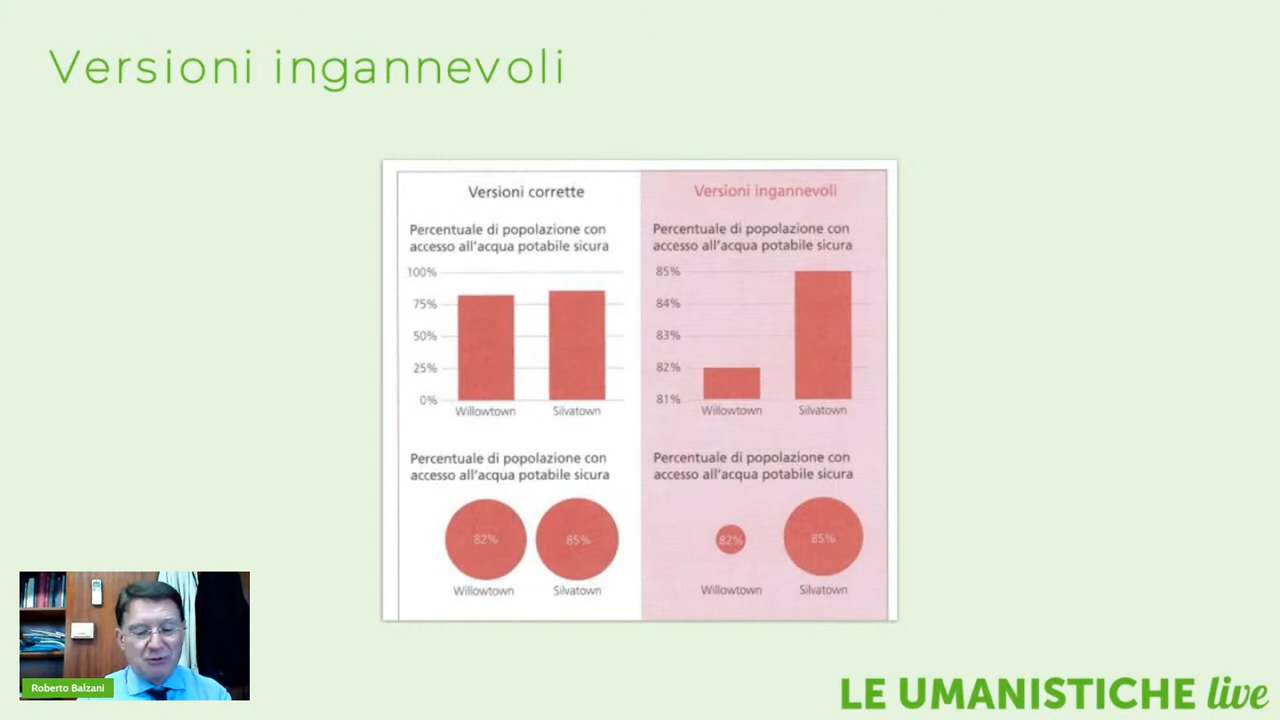 Versioni ingannevoli
Versioni corrette
Percentuale di popolazione con
accesso all'acqua potabile sicura
100%
75%
50%
25%
0%
Willowtown Silvatown
Percentuale di popolazione con
accesso all'acqua potabile sicura
82% 85%
Willowtown Silvatown
Versioni ingannevoli
Percentuale di popolazione con
accesso all'acqua potabile sicura
85%
84%
83%
82%
81%
Willowtown Silvatown
Percentuale di popolazione con
accesso all'acqua potabile sicura
82% 85%
Willowtown Silvatown
Roberto Balzani
LE UMANISTICHE live